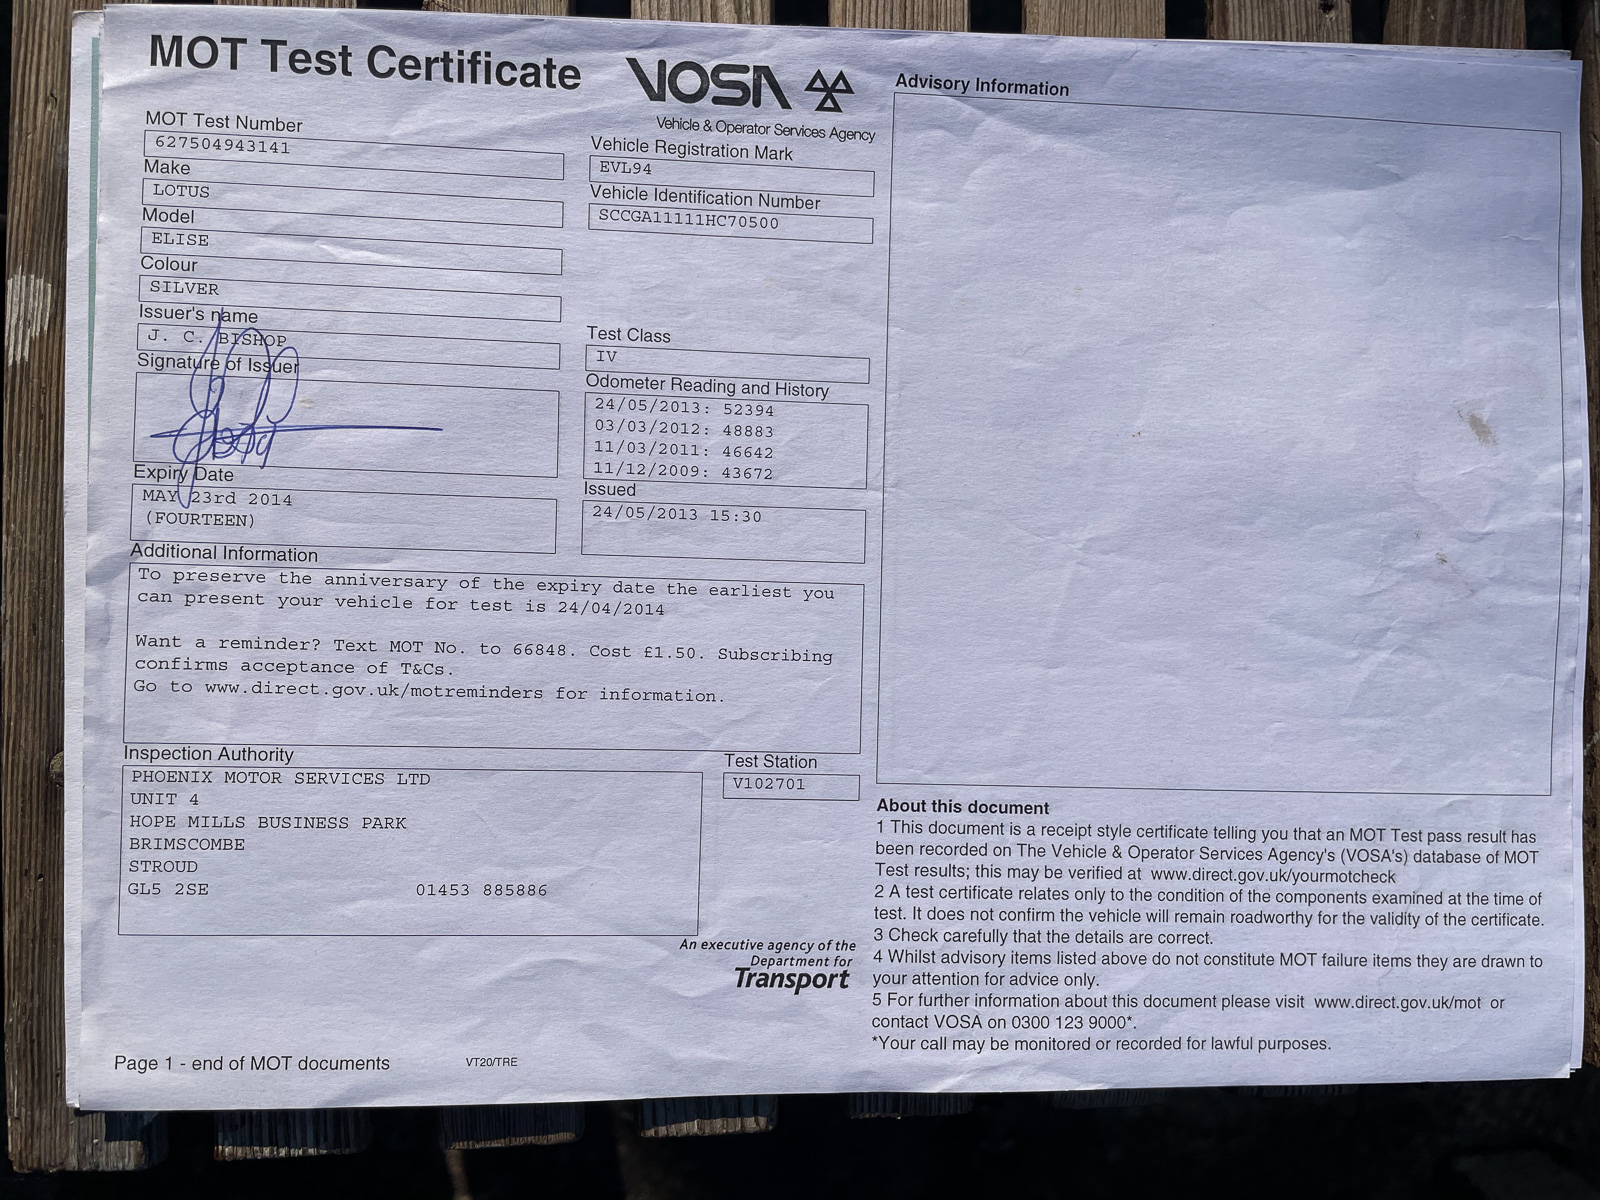 MOT Test Certificate
VOSA
Vehicle & Operator Services Agency
MOT Test Number
627504943141
Make
LOTUS
Model
ELISE
Colour
SILVER
Issuer's name
J. C. BISHOP
Signature of Issuer
Expiry Date
MAY 23rd 2014
(FOURTEEN)
Vehicle Registration Mark
EVL94
Vehicle Identification Number
SCCGA11111HC70500
Test Class
IV
Odometer Reading and History
24/05/2013: 52394
03/03/2012: 48883
11/03/2011: 46642
11/12/2009: 43672
Issued
24/05/2013 15:30
Additional Information
To preserve the anniversary of the expiry date the earliest you
can present your vehicle for test is 24/04/2014
Want a reminder? Text MOT No. to 66848. Cost £1.50. Subscribing
confirms acceptance of T&Cs.
Go to www.direct.gov.uk/motreminders for information.
Inspection Authority
PHOENIX MOTOR SERVICES LTD
UNIT 4
HOPE MILLS BUSINESS PARK
BRIMSCOMBE
STROUD
GL5 2SE 01453 885886
Test Station
V102701
An executive agency of the
Department for
Transport
Page 1 - end of MOT documents
VT20/TRE
Advisory Information
About this document
1 This document is a receipt style certificate telling you that an MOT Test pass result has
been recorded on The Vehicle & Operator Services Agency's (VOSA's) database of MOT
Test results; this may be verified at www.direct.gov.uk/yourmotcheck
2 A test certificate relates only to the condition of the components examined at the time of
test. It does not confirm the vehicle will remain roadworthy for the validity of the certificate.
3 Check carefully that the details are correct.
4 Whilst advisory items listed above do not constitute MOT failure items they are drawn to
your attention for advice only.
5 For further information about this document please visit www.direct.gov.uk/mot or
contact VOSA on 0300 123 9000*.
*Your call may be monitored or recorded for lawful purposes.